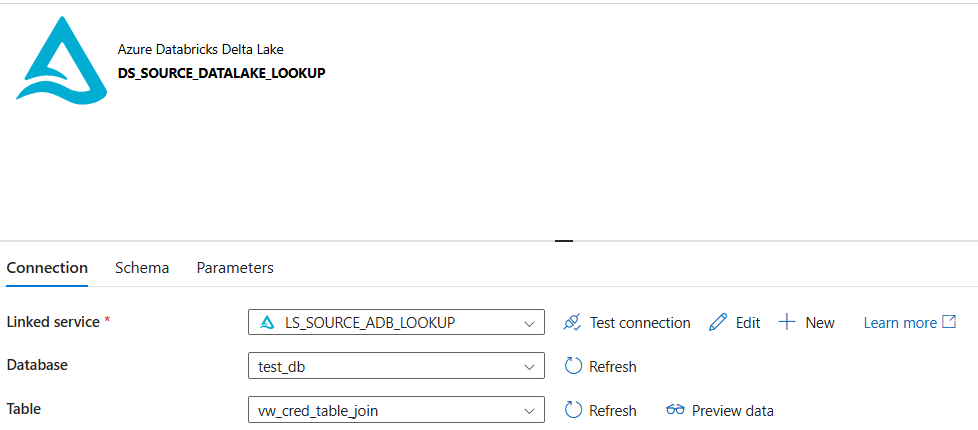 Azure Databricks Delta Lake
DS_SOURCE_DATALAKE_LOOKUP
Connection Schema Parameters
Linked service * LS_SOURCE_ADB_LOOKUP Test connection Edit New Learn more
Database test_db Refresh
Table vw_cred_table_join Refresh Preview data